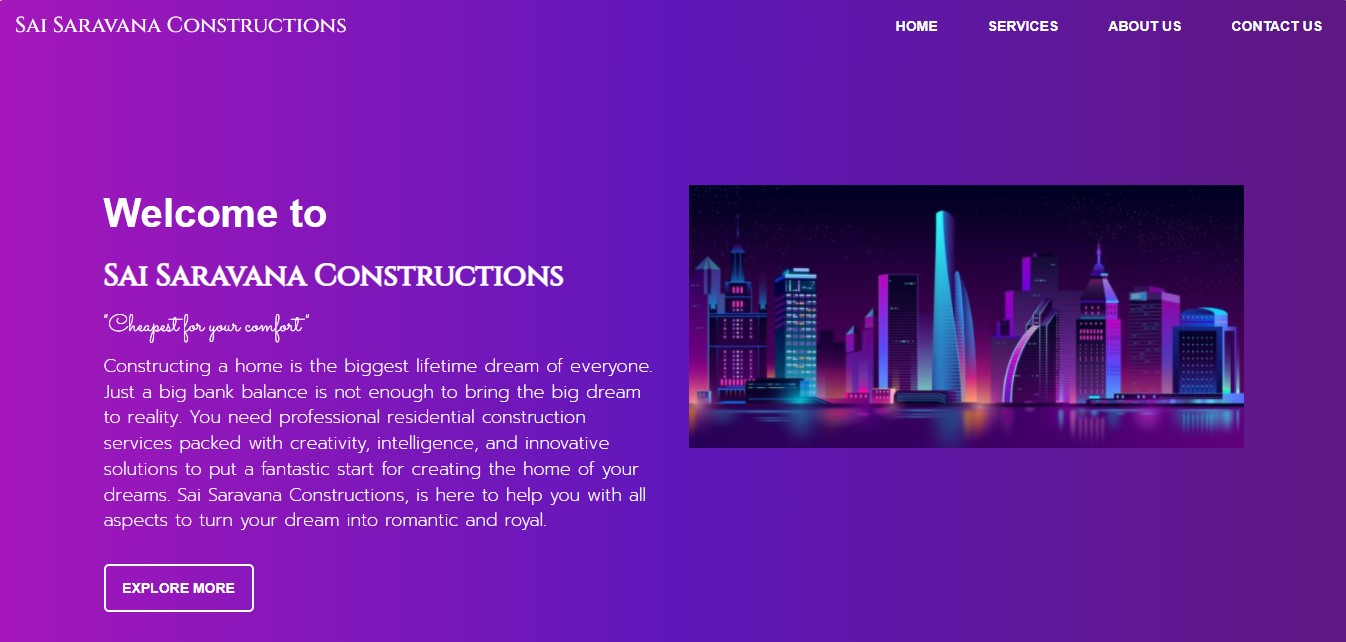 Sai Saravana Constructions
HOME
SERVICES
ABOUT US
CONTACT US
Welcome to
Sai Saravana Constructions
"Cheapest for your comfort"
Constructing a home is the biggest lifetime dream of everyone.
Just a big bank balance is not enough to bring the big dream
to reality. You need professional residential construction
services packed with creativity, intelligence, and innovative
solutions to put a fantastic start for creating the home of your
dreams. Sai Saravana Constructions, is here to help you with all
aspects to turn your dream into romantic and royal.
EXPLORE MORE